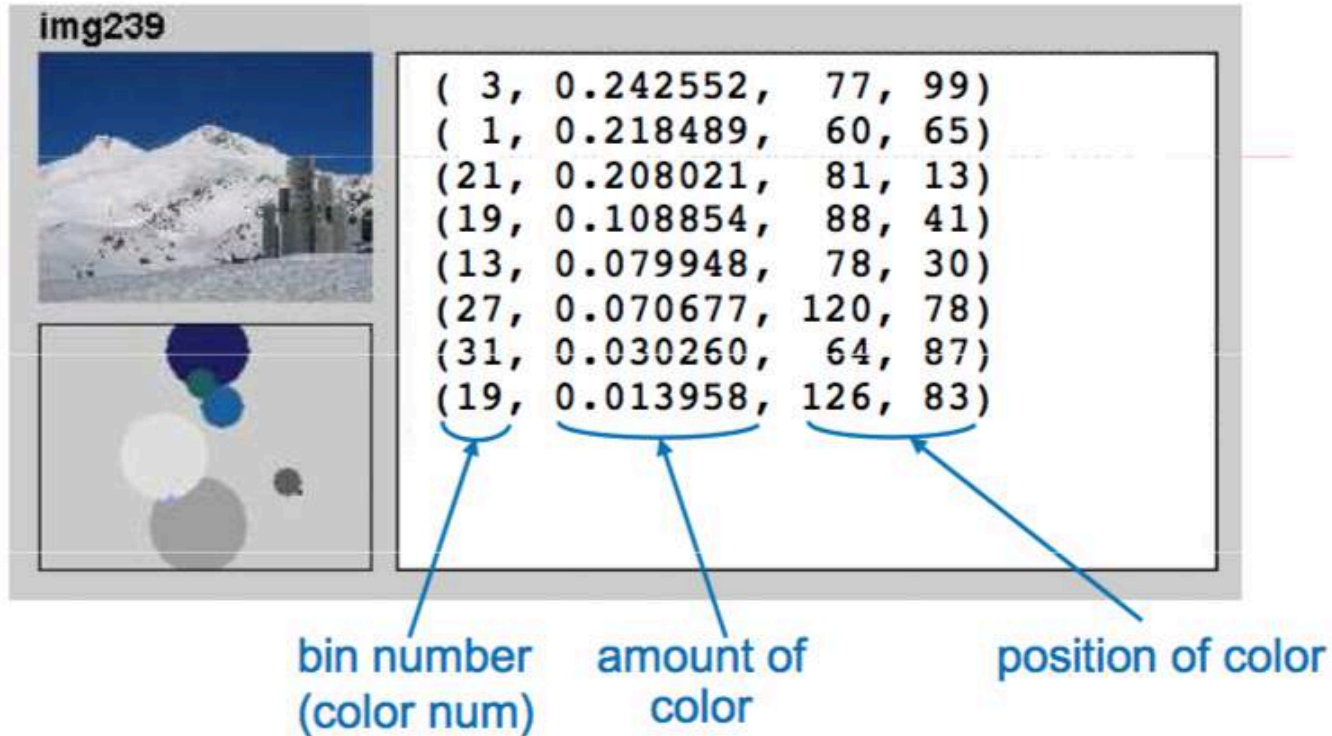 img239
( 3, 0.242552, 77, 99)
( 1, 0.218489, 60, 65)
(21, 0.208021, 81, 13)
(19, 0.108854, 88, 41)
(13, 0.079948, 78, 30)
(27, 0.070677, 120, 78)
(31, 0.030260, 64, 87)
(19, 0.013958, 126, 83)
bin number
(color num)
amount of
color
position of color